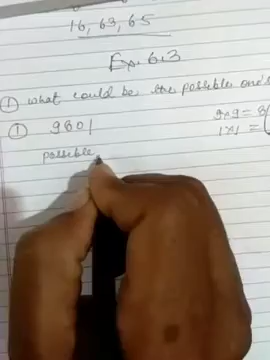 16, 63, 65
Ex. 6.3
① what could be the possible one's
① 9801
9×9 = 8
1×1 =
possible